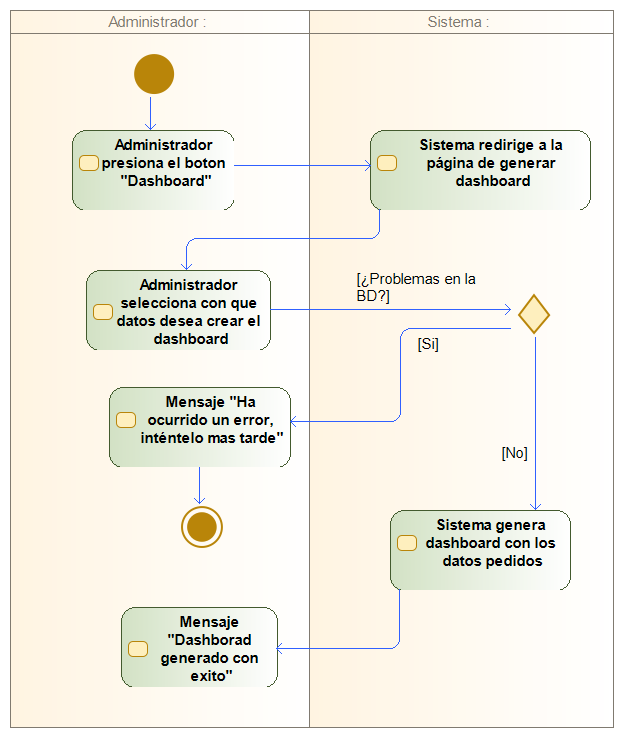 Administrador :
Sistema :
Administrador
presiona el boton
"Dashboard"
Sistema redirige a la
página de generar
dashboard
Administrador
selecciona con que
datos desea crear el
dashboard
[¿Problemas en la
BD?]
[Si]
Mensaje "Ha
ocurrido un error,
inténtelo mas tarde"
[No]
Sistema genera
dashboard con los
datos pedidos
Mensaje
"Dashborad
generado con
exito"